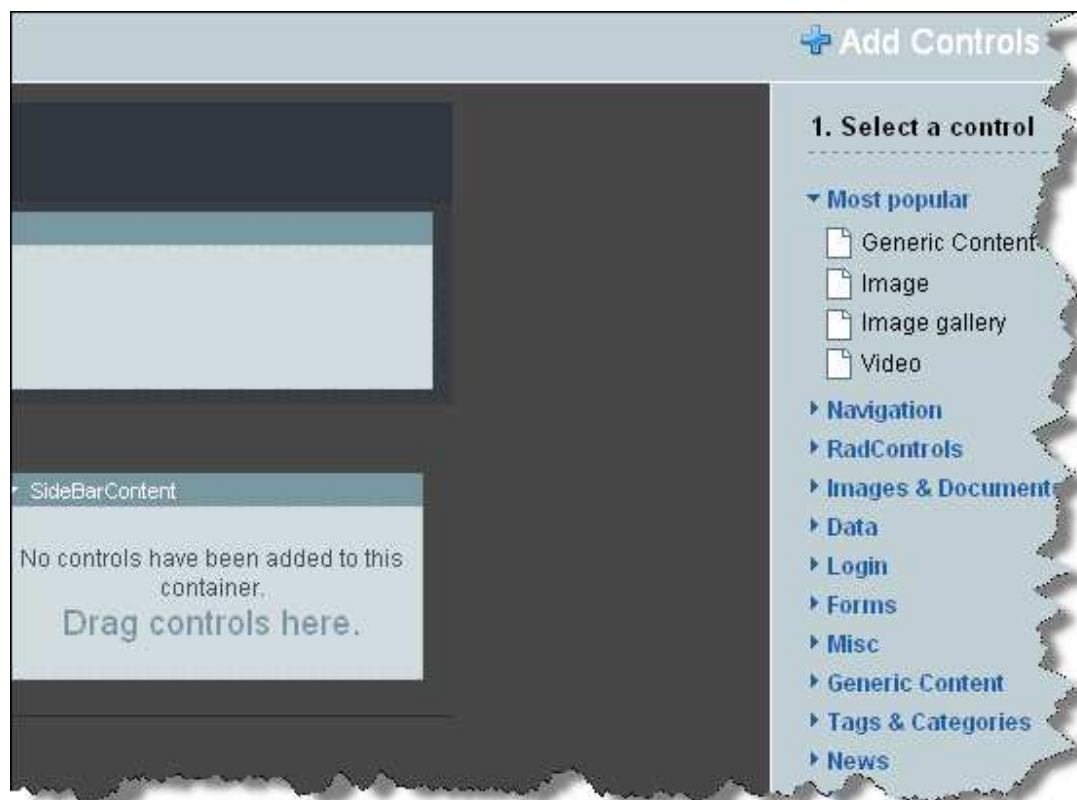 Add Controls
1. Select a control
Most popular
Generic Content
Image
Image gallery
Video
Navigation
RadControls
Images & Documents
Data
Login
Forms
Misc
Generic Content
Tags & Categories
News
SideBarContent
No controls have been added to this
container.
Drag controls here.